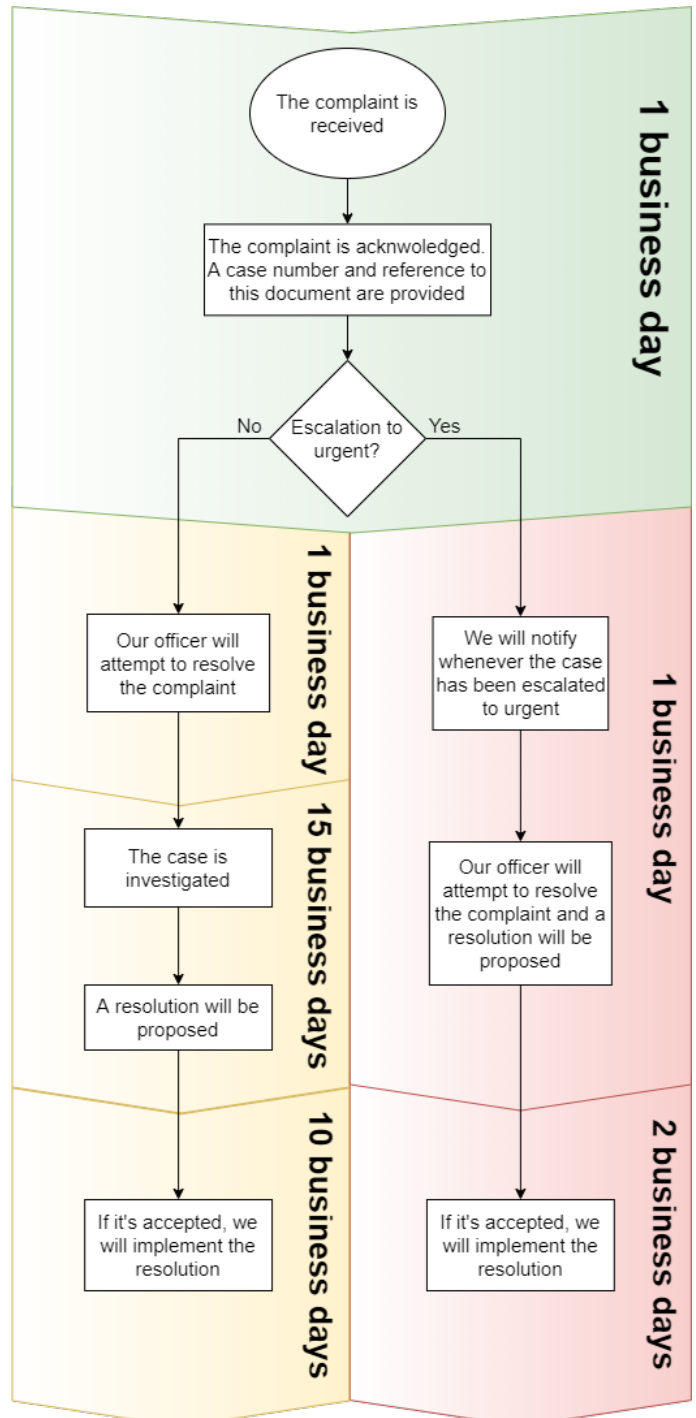 The complaint is
received
1 business day
The complaint is acknwoledged.
A case number and reference to
this document are provided
Escalation to
urgent?
No
Yes
1 business day
Our officer will
attempt to resolve
the complaint
15 business days
The case is
investigated
A resolution will be
proposed
10 business days
If it's accepted, we
will implement the
resolution
1 business day
We will notify
whenever the case
has been escalated
to urgent
Our officer will
attempt to resolve
the complaint and a
resolution will be
proposed
2 business days
If it's accepted, we
will implement the
resolution